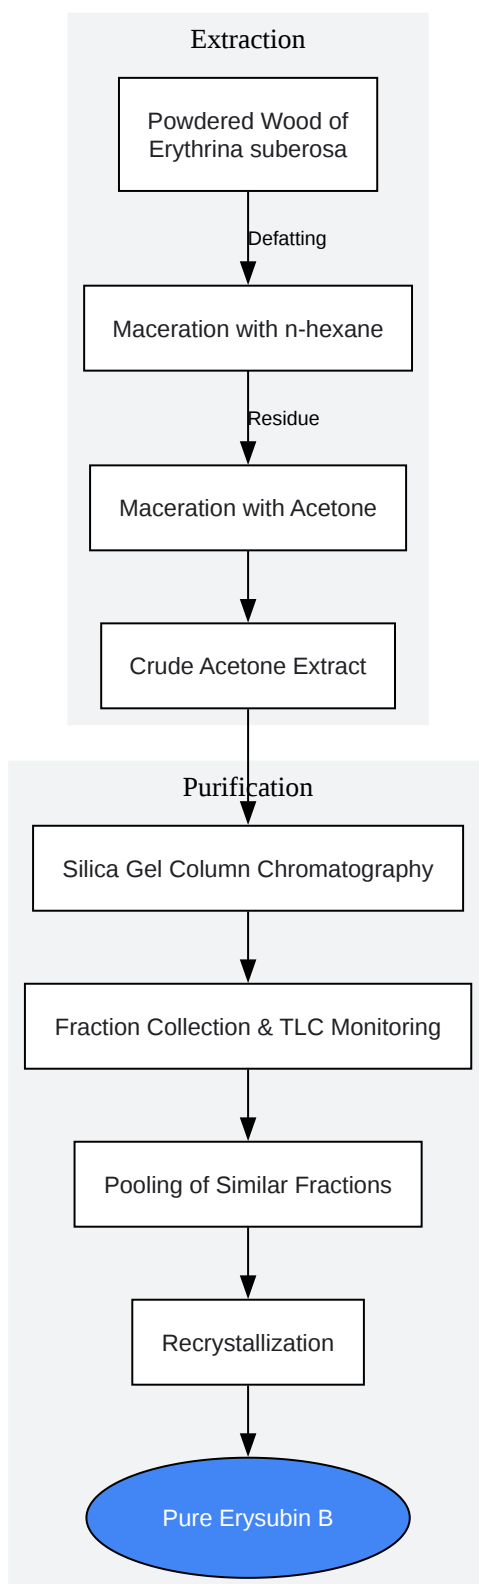 Extraction
Powdered Wood of
Erythrina suberosa
Defatting
Maceration with n-hexane
Residue
Maceration with Acetone
Crude Acetone Extract
Purification
Silica Gel Column Chromatography
Fraction Collection & TLC Monitoring
Pooling of Similar Fractions
Recrystallization
Pure Erysubin B